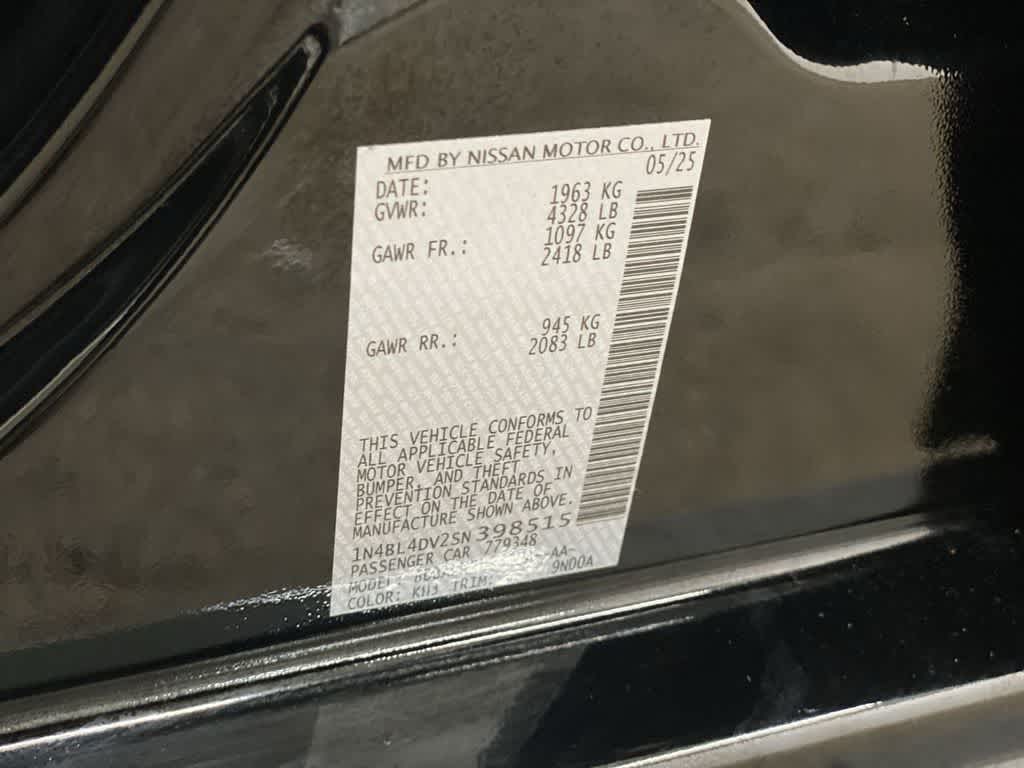 MFD BY NISSAN MOTOR CO., LTD.
DATE: 05/25
GVWR: 1963 KG
4328 LB
GAWR FR.: 1097 KG
2418 LB
GAWR RR.: 945 KG
2083 LB
THIS VEHICLE CONFORMS TO
ALL APPLICABLE FEDERAL
MOTOR VEHICLE SAFETY,
BUMPER, AND THEFT
PREVENTION STANDARDS IN
EFFECT ON THE DATE OF
MANUFACTURE SHOWN ABOVE.
1N4BL4DV2SN398515
PASSENGER CAR 779348
MODEL: AA-
COLOR: KH3 TRIM: 9N00A